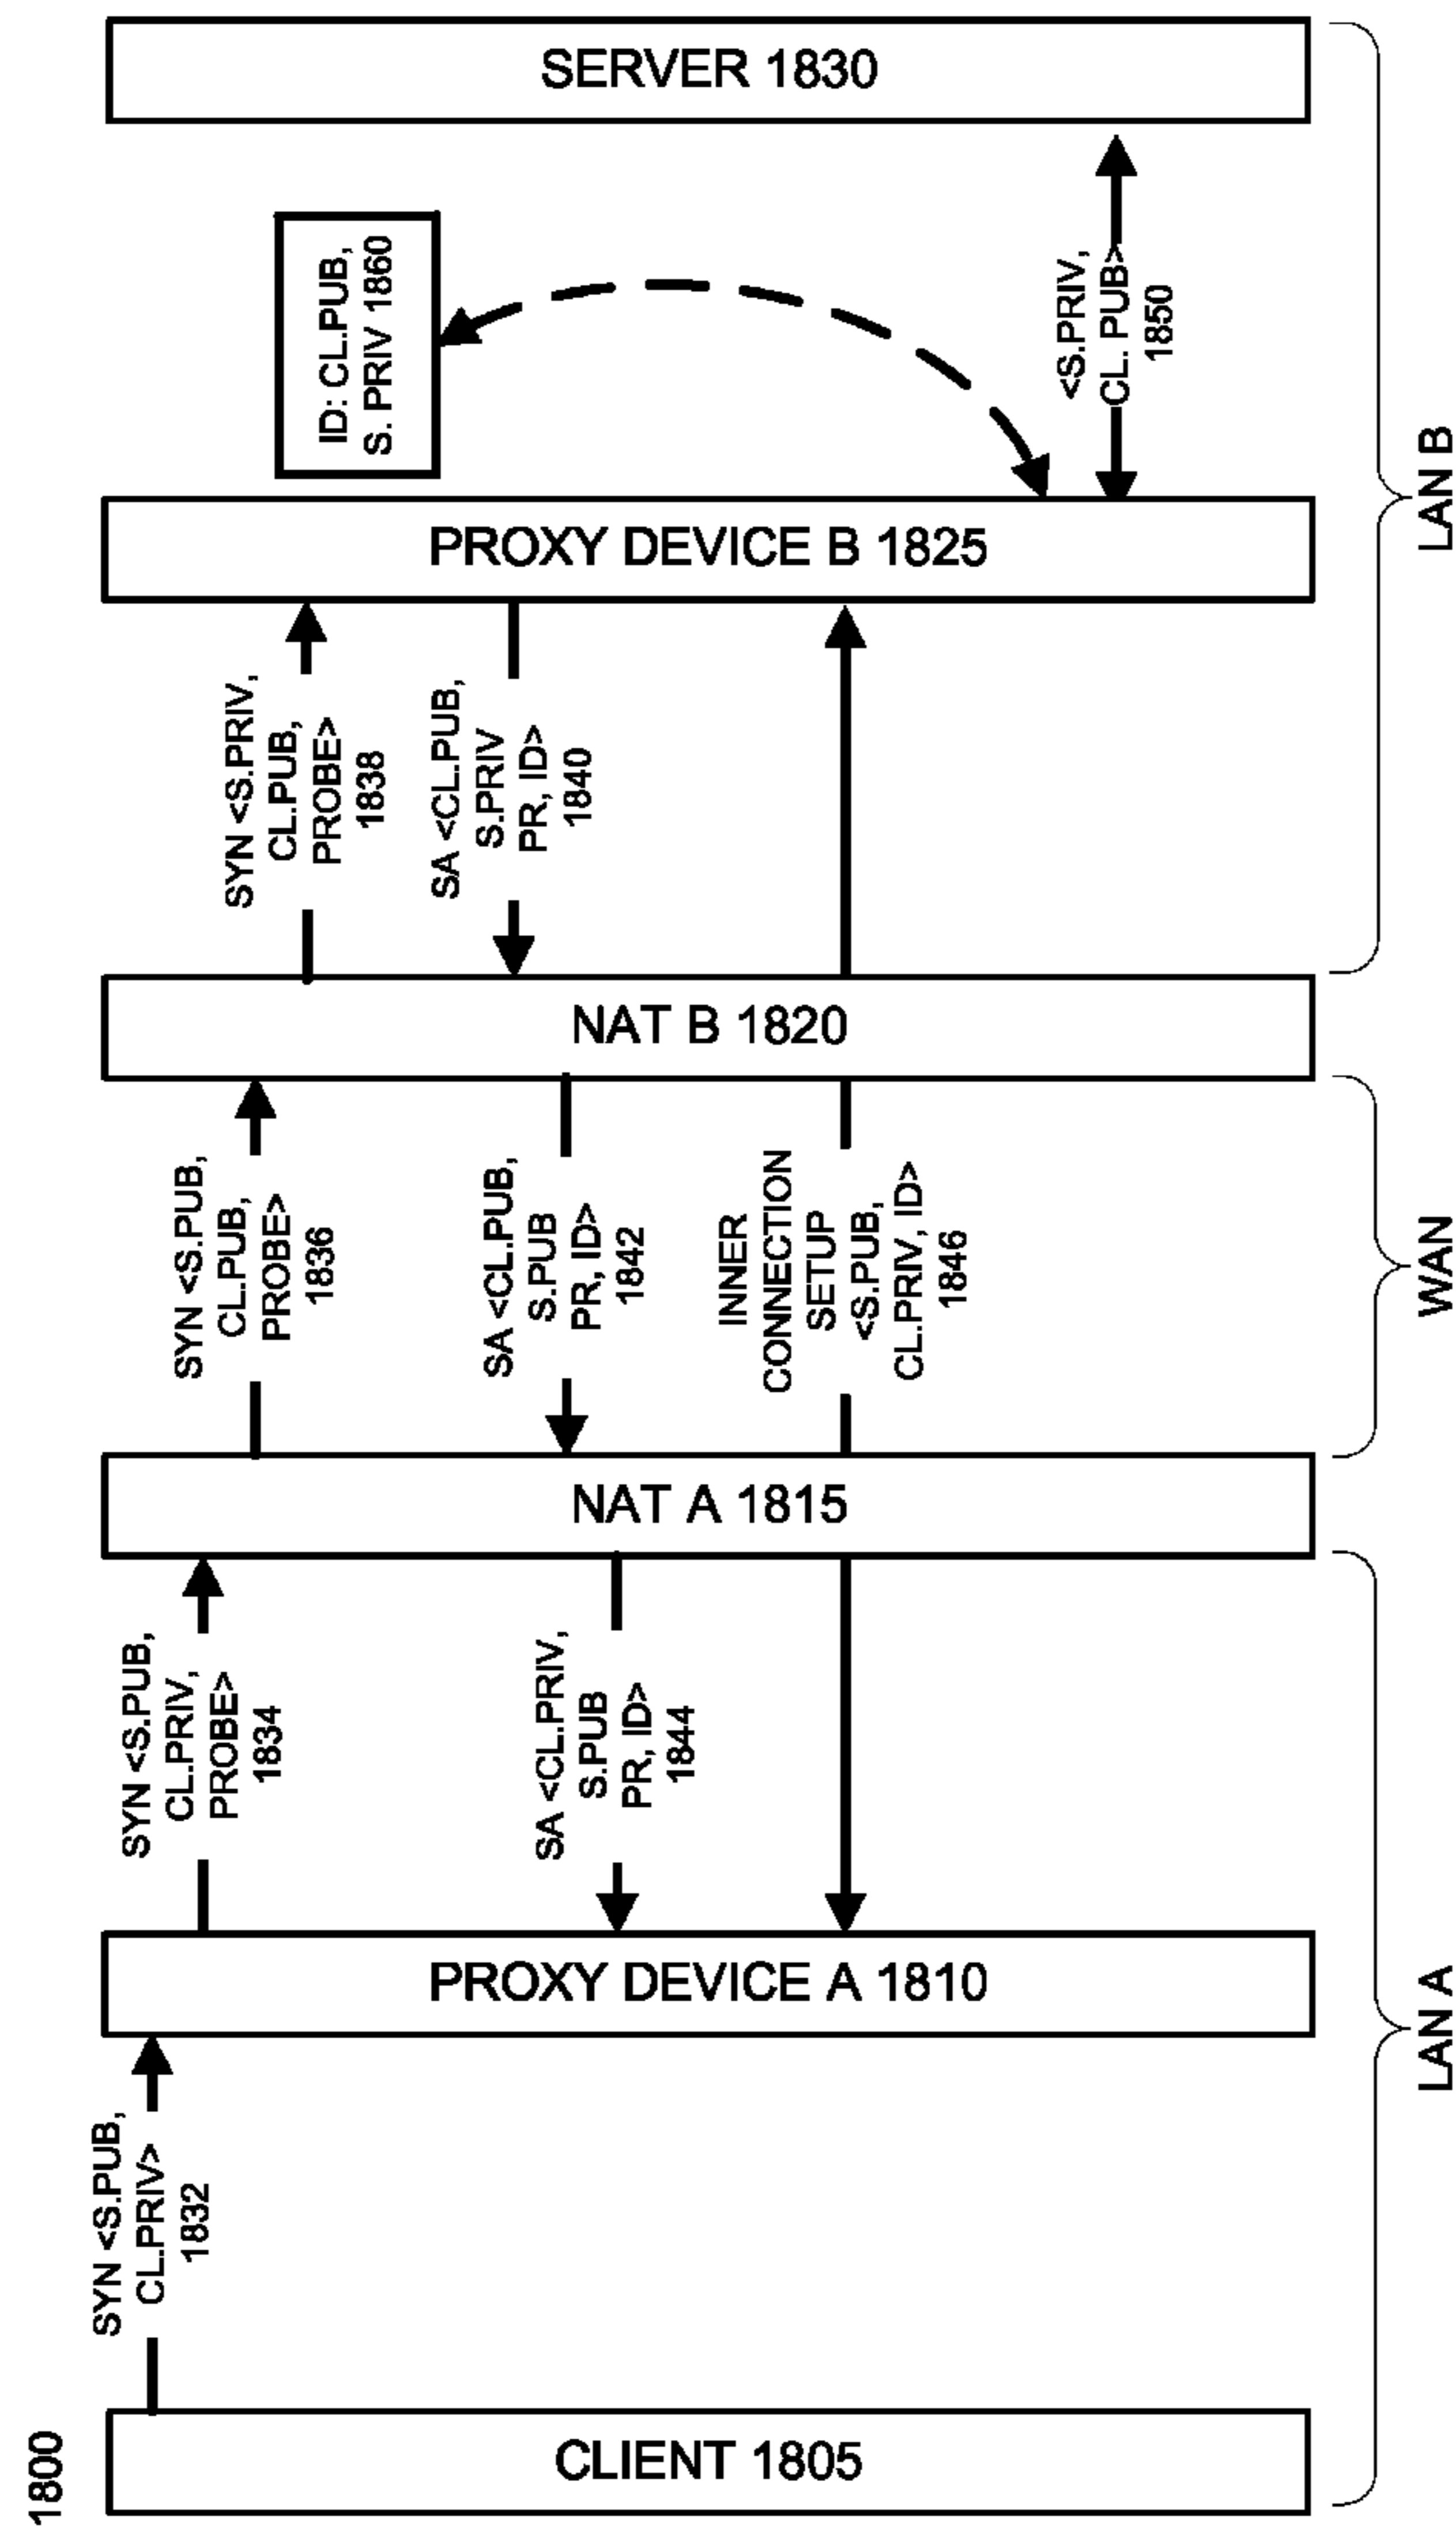 1800
CLIENT 1805
SYN <S.PUB,
CL.PRIV>
1832
PROXY DEVICE A 1810
SYN <S.PUB,
CL.PRIV,
PROBE>
1834
SA <CL.PRIV,
S.PUB
PR, ID>
1844
NAT A 1815
SYN <S.PUB,
CL.PUB,
PROBE>
1836
SA <CL.PUB,
S.PUB
PR, ID>
1842
INNER
CONNECTION
SETUP
<S.PUB,
CL.PRIV, ID>
1846
NAT B 1820
SYN <S.PRIV,
CL.PUB,
PROBE>
1838
SA <CL.PUB,
S.PRIV
PR, ID>
1840
PROXY DEVICE B 1825
ID: CL.PUB,
S. PRIV 1860
<S.PRIV,
CL. PUB>
1850
SERVER 1830
LAN A
WAN
LAN B